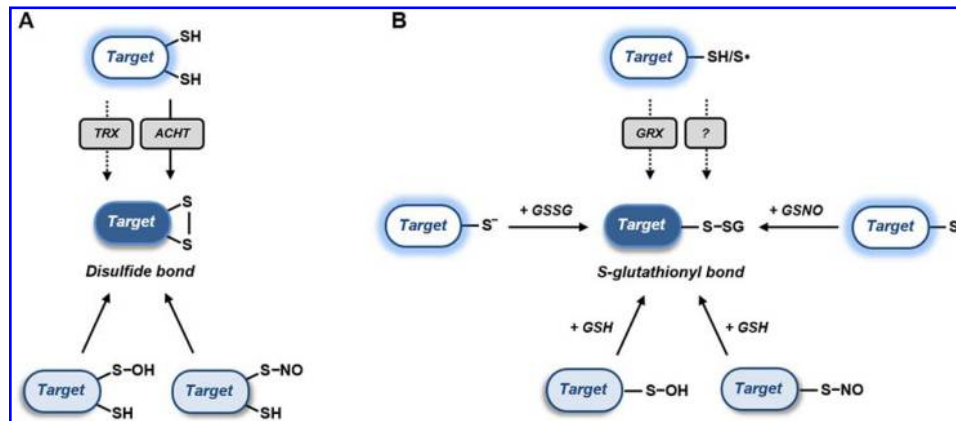 A
Target
SH
SH
TRX
ACHT
Target
S
S
Disulfide bond
Target
S–OH
SH
Target
S–NO
SH
B
Target
SH/S•
GRX
?
Target
S⁻
+ GSSG
Target
S–SG
+ GSNO
Target
S
S-glutathionyl bond
+ GSH
+ GSH
Target
S–OH
Target
S–NO